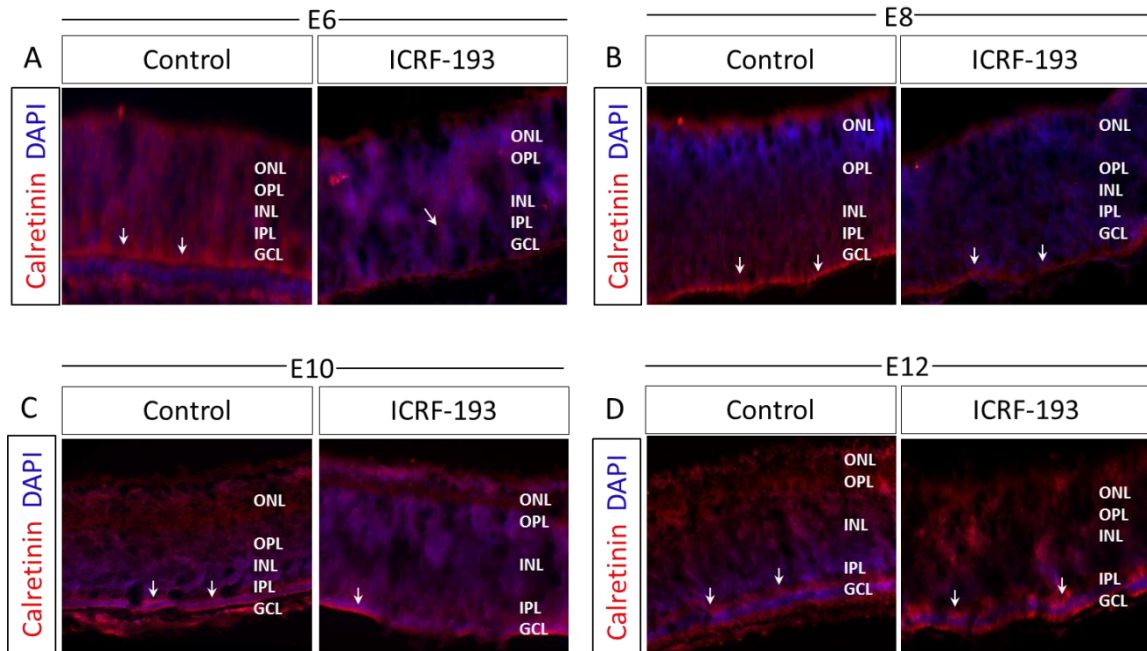 E6
A
Control
ICRF-193
Calretinin DAPI
ONL
OPL
INL
IPL
GCL
ONL
OPL
INL
IPL
GCL
E8
B
Control
ICRF-193
Calretinin DAPI
ONL
OPL
INL
IPL
GCL
ONL
OPL
INL
IPL
GCL
E10
C
Control
ICRF-193
Calretinin DAPI
ONL
OPL
INL
IPL
GCL
ONL
OPL
INL
IPL
GCL
E12
D
Control
ICRF-193
Calretinin DAPI
ONL
OPL
INL
IPL
GCL
ONL
OPL
INL
IPL
GCL